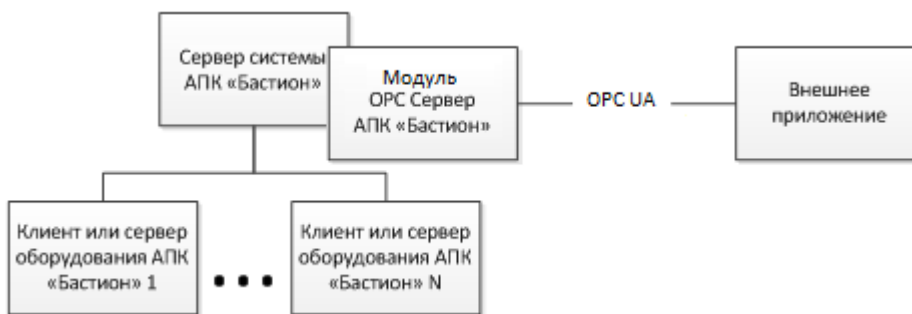 Сервер системы
АПК «Бастион»
Модуль
ОРС Сервер
АПК «Бастион»
OPC UA
Внешнее
приложение
Клиент или сервер
оборудования АПК
«Бастион» 1
Клиент или сервер
оборудования АПК
«Бастион» N